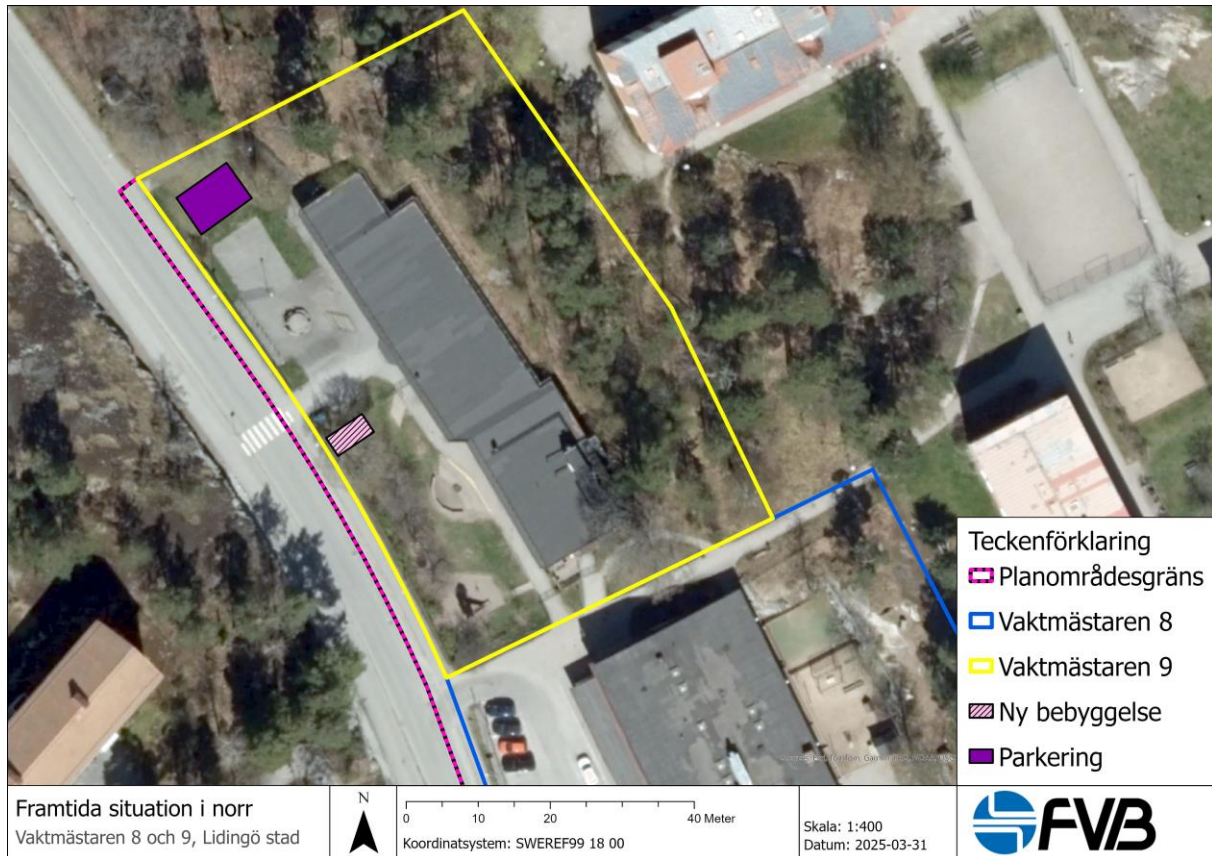 Teckenförklaring
Planområdesgräns
Vaktmästaren 8
Vaktmästaren 9
Ny bebyggelse
Parkering
Framtida situation i norr
Vaktmästaren 8 och 9, Lidingö stad
N
0 10 20 40 Meter
Koordinatsystem: SWEREF99 18 00
Skala: 1:400
Datum: 2025-03-31
FVB